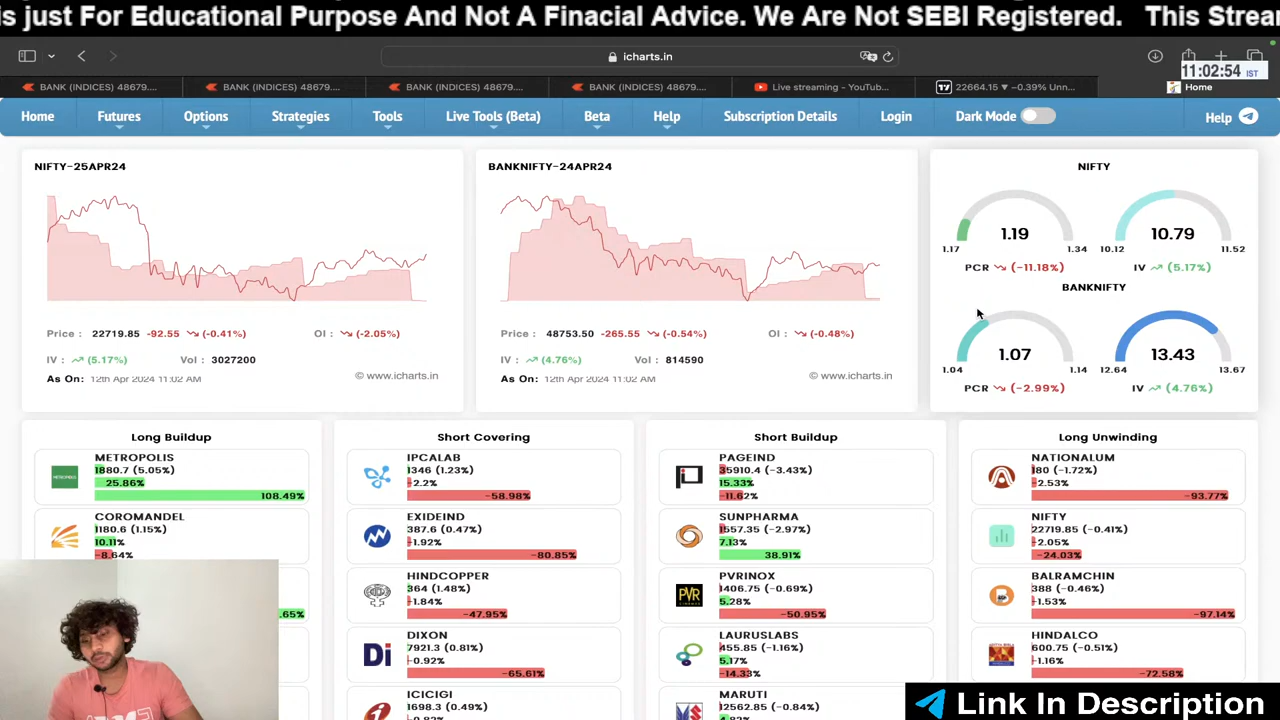 is just For Educational Purpose And Not A Finacial Advice. We Are Not SEBI Registered. This Strea
icharts.in
11:02:54 IST
BANK (INDICES) 48679....
BANK (INDICES) 48679....
BANK (INDICES) 48679....
BANK (INDICES) 48679....
Live streaming – YouTub...
22664.15 ▼ −0.39% Unn...
Home
Home
Futures
Options
Strategies
Tools
Live Tools (Beta)
Beta
Help
Subscription Details
Login
Dark Mode
Help
NIFTY-25APR24
Price : 22719.85 -92.55 (-0.41%) OI : (-2.05%)
IV : (5.17%) Vol : 3027200
© www.icharts.in
As On: 12th Apr 2024 11:02 AM
BANKNIFTY-24APR24
Price : 48753.50 -265.55 (-0.54%) OI : (-0.48%)
IV : (4.76%) Vol : 814590
© www.icharts.in
As On: 12th Apr 2024 11:02 AM
NIFTY
1.19 10.79
1.17 1.34 10.12 11.52
PCR (-11.18%) IV (5.17%)
BANKNIFTY
1.07 13.43
1.04 1.14 12.64 13.67
PCR (-2.99%) IV (4.76%)
Long Buildup
METROPOLIS
1880.7 (5.05%)
25.86%
108.49%
COROMANDEL
1180.6 (1.15%)
10.11%
-8.64%
.65%
Short Covering
IPCALAB
1346 (1.23%)
-2.2%
-58.98%
EXIDEIND
387.6 (0.47%)
-1.92%
-80.85%
HINDCOPPER
364 (1.48%)
-1.84%
-47.95%
DIXON
7921.3 (0.81%)
-0.92%
-65.61%
ICICIGI
1698.3 (0.49%)
Short Buildup
PAGEIND
35910.4 (-3.43%)
15.33%
-11.62%
SUNPHARMA
1557.35 (-2.97%)
7.13%
38.91%
PVRINOX
1406.75 (-0.69%)
5.28%
-50.95%
LAURUSLABS
455.85 (-1.16%)
5.17%
-14.33%
MARUTI
12562.85 (-0.84%)
Long Unwinding
NATIONALUM
180 (-1.72%)
-2.53%
-93.77%
NIFTY
22719.85 (-0.41%)
-2.05%
-24.03%
BALRAMCHIN
388 (-0.46%)
-1.53%
-97.14%
HINDALCO
600.75 (-0.51%)
-1.16%
-72.58%
Link In Description